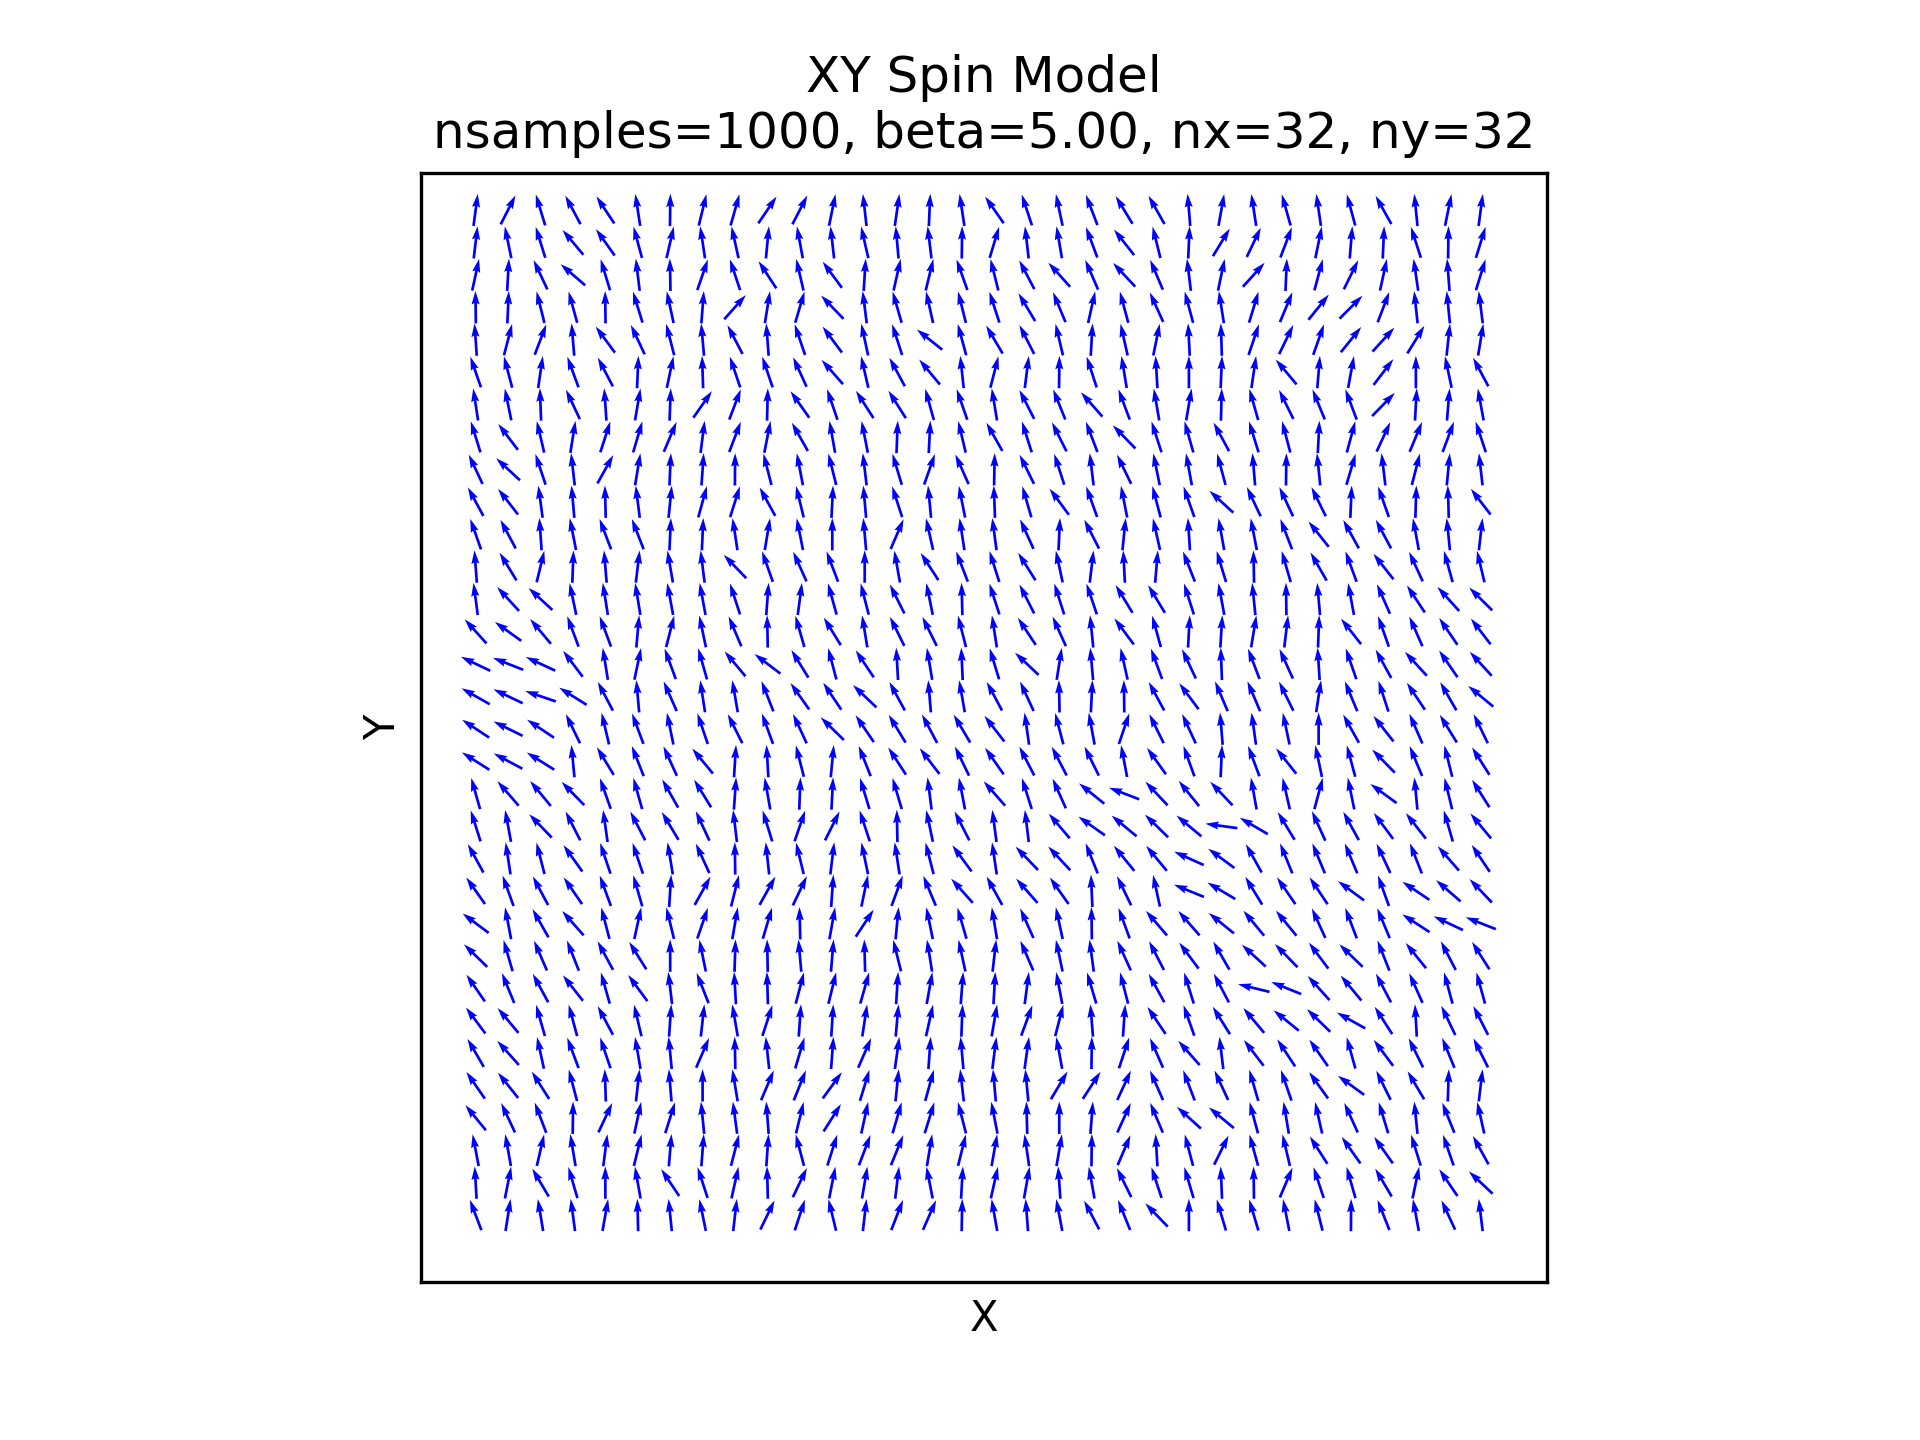 XY Spin Model
nsamples=1000, beta=5.00, nx=32, ny=32
Y
X